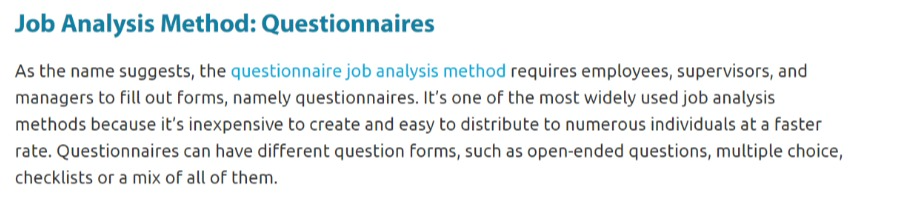 Job Analysis Method: Questionnaires
As the name suggests, the questionnaire job analysis method requires employees, supervisors, and
managers to fill out forms, namely questionnaires. It’s one of the most widely used job analysis
methods because it’s inexpensive to create and easy to distribute to numerous individuals at a faster
rate. Questionnaires can have different question forms, such as open-ended questions, multiple choice,
checklists or a mix of all of them.